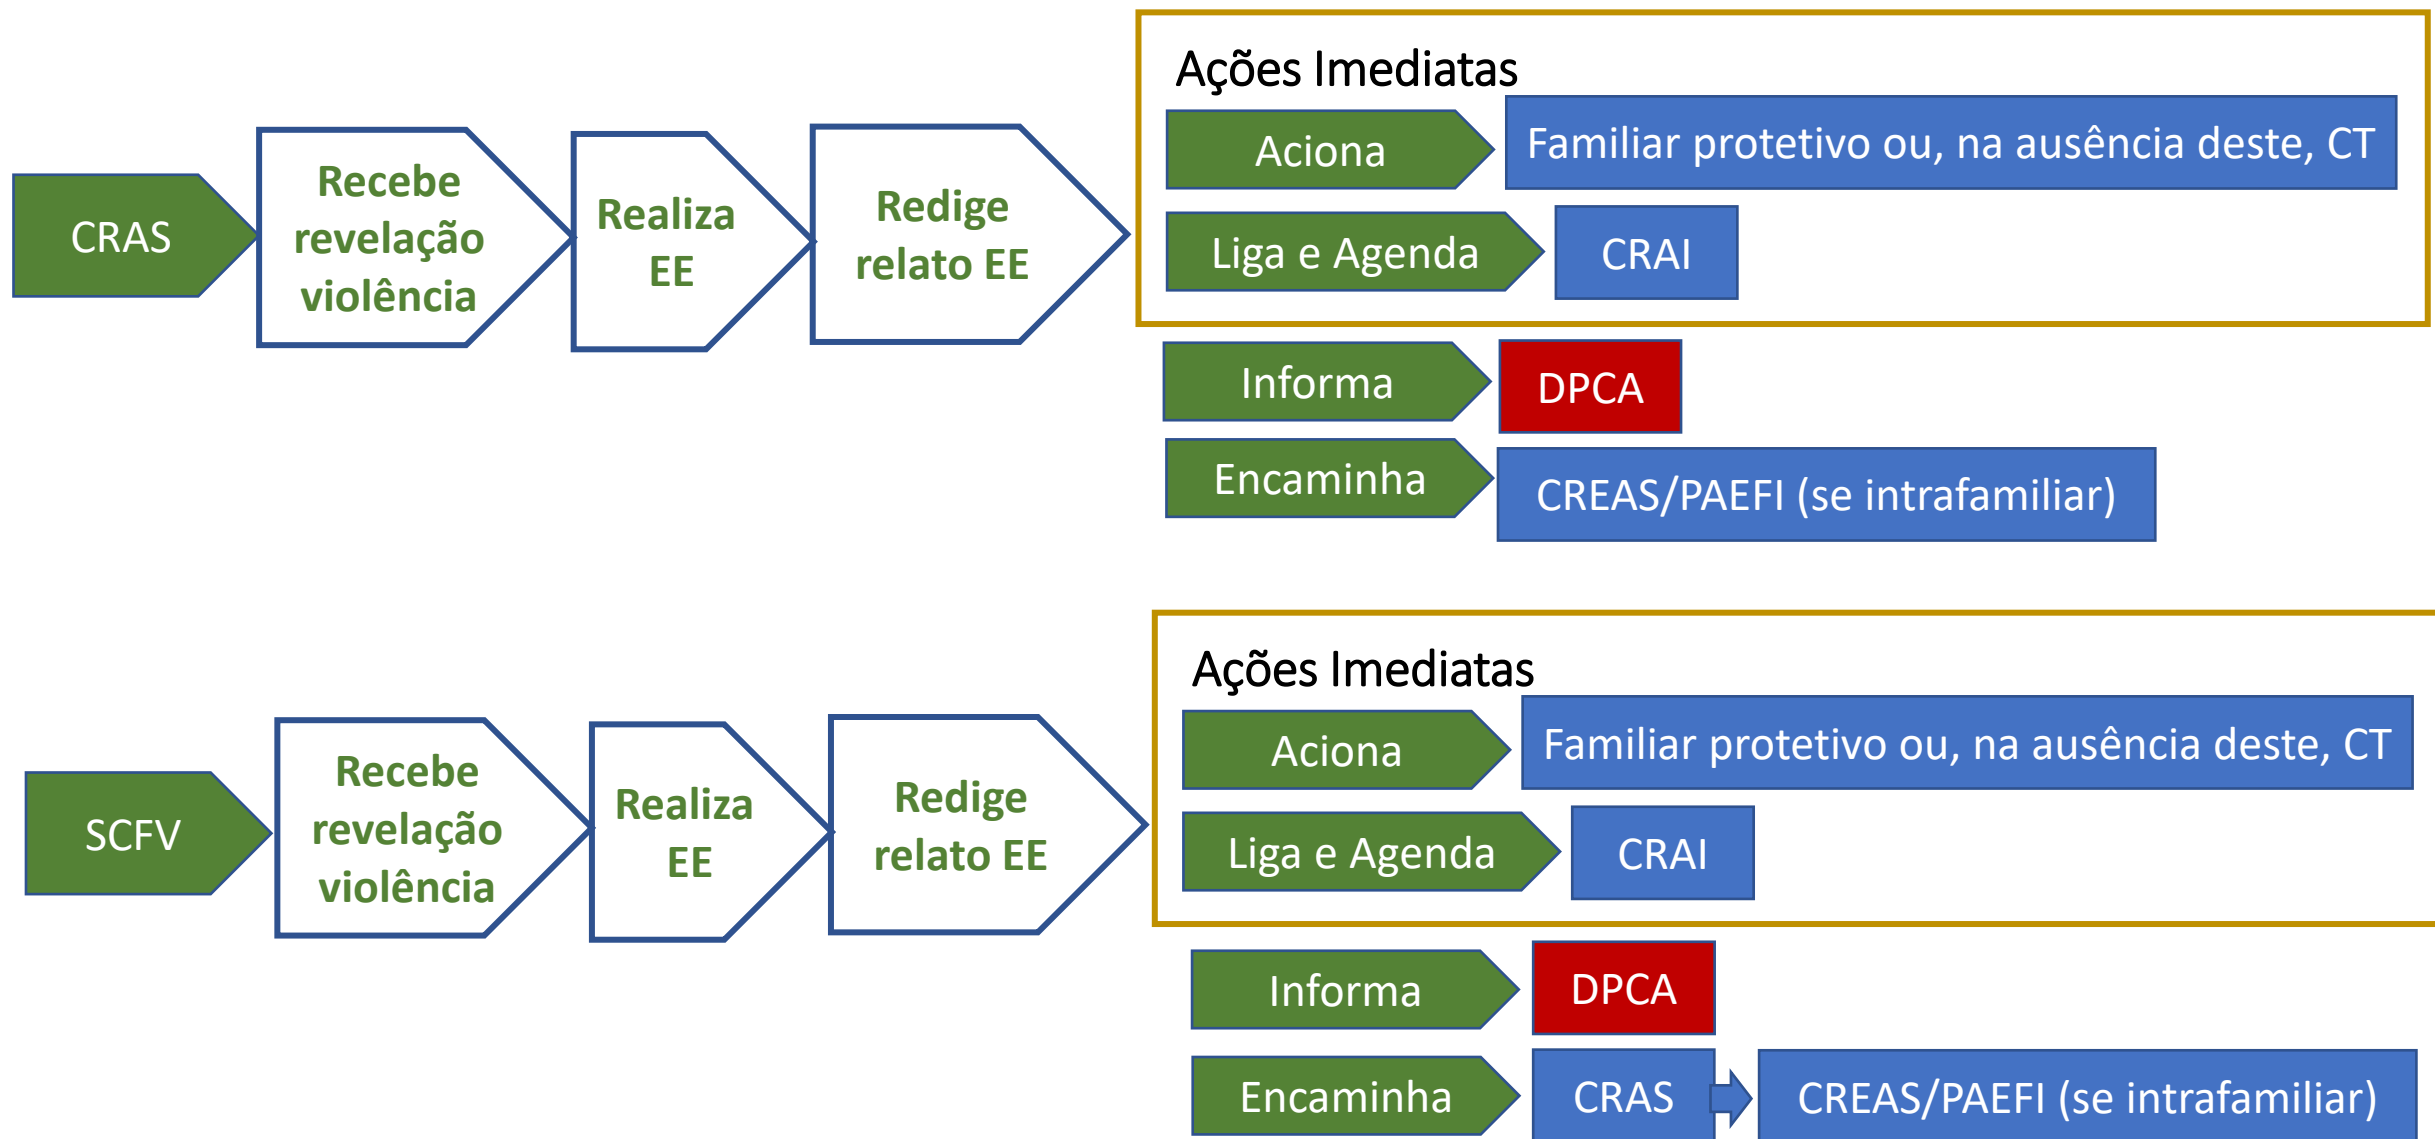 CRAS
Recebe
revelação
violência
Realiza
EE
Redige
relato EE
Ações Imediatas
Aciona
Familiar protetivo ou, na ausência deste, CT
Liga e Agenda
CRAI
Informa
DPCA
Encaminha
CREAS/PAEFI (se intrafamiliar)
SCFV
Recebe
revelação
violência
Realiza
EE
Redige
relato EE
Ações Imediatas
Aciona
Familiar protetivo ou, na ausência deste, CT
Liga e Agenda
CRAI
Informa
DPCA
Encaminha
CRAS
CREAS/PAEFI (se intrafamiliar)